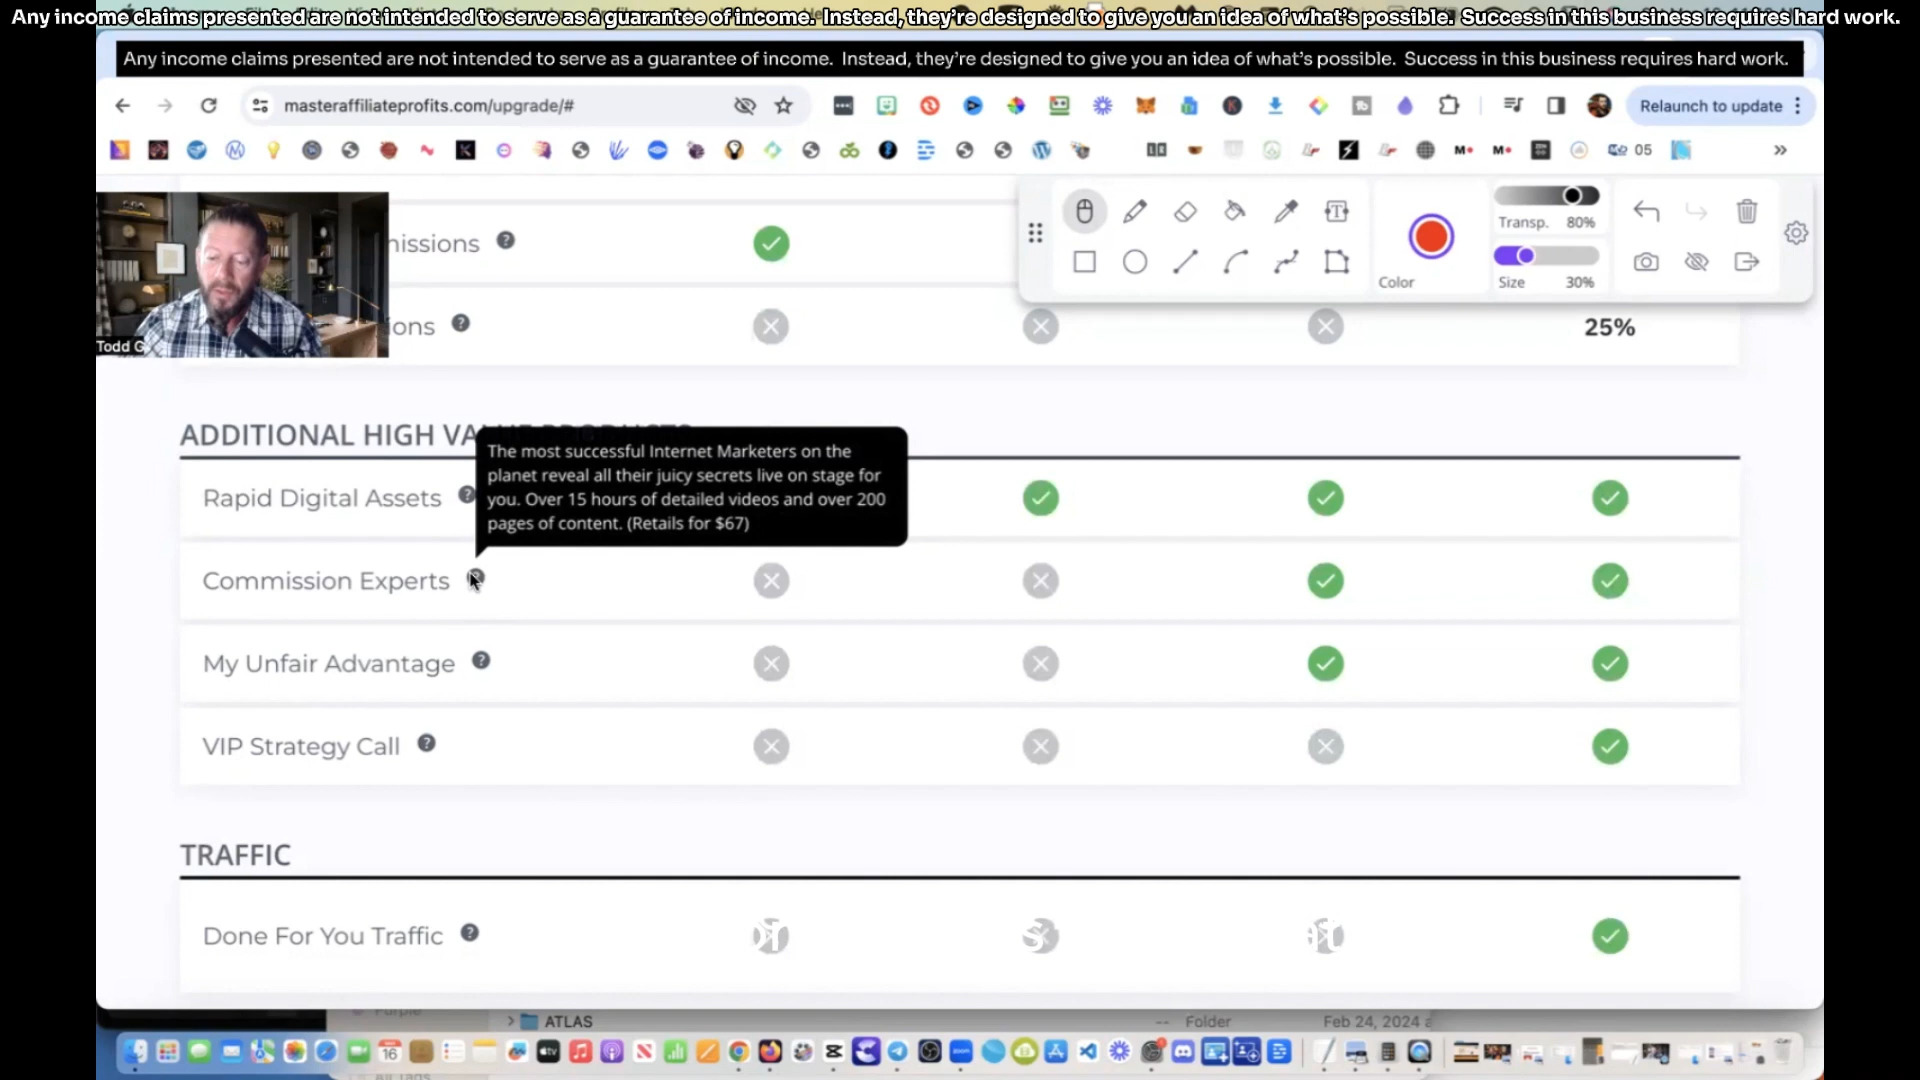 Any income claims presented are not intended to serve as a guarantee of income. Instead, they're designed to give you an idea of what's possible. Success in this business requires hard work.
Any income claims presented are not intended to serve as a guarantee of income. Instead, they're designed to give you an idea of what's possible. Success in this business requires hard work.
masteraffiliateprofits.com/upgrade/#
Relaunch to update
05
Transp. 80%
Color
Size 30%
Todd G
25%
ADDITIONAL HIGH
The most successful Internet Marketers on the
planet reveal all their juicy secrets live on stage for
you. Over 15 hours of detailed videos and over 200
pages of content. (Retails for $67)
Rapid Digital Assets
Commission Experts
My Unfair Advantage
VIP Strategy Call
TRAFFIC
Done For You Traffic
ATLAS
-- Folder
Feb 24, 2024
16